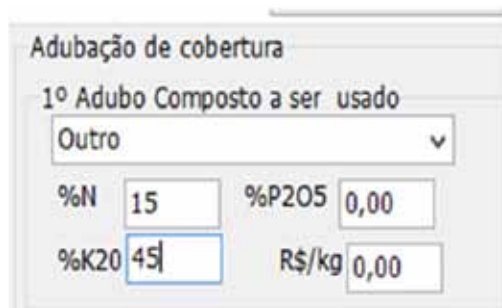 Adubação de cobertura
1º Adubo Composto a ser usado
Outro
%N 15 %P2O5 0,00
%K20 45 R$/kg 0,00